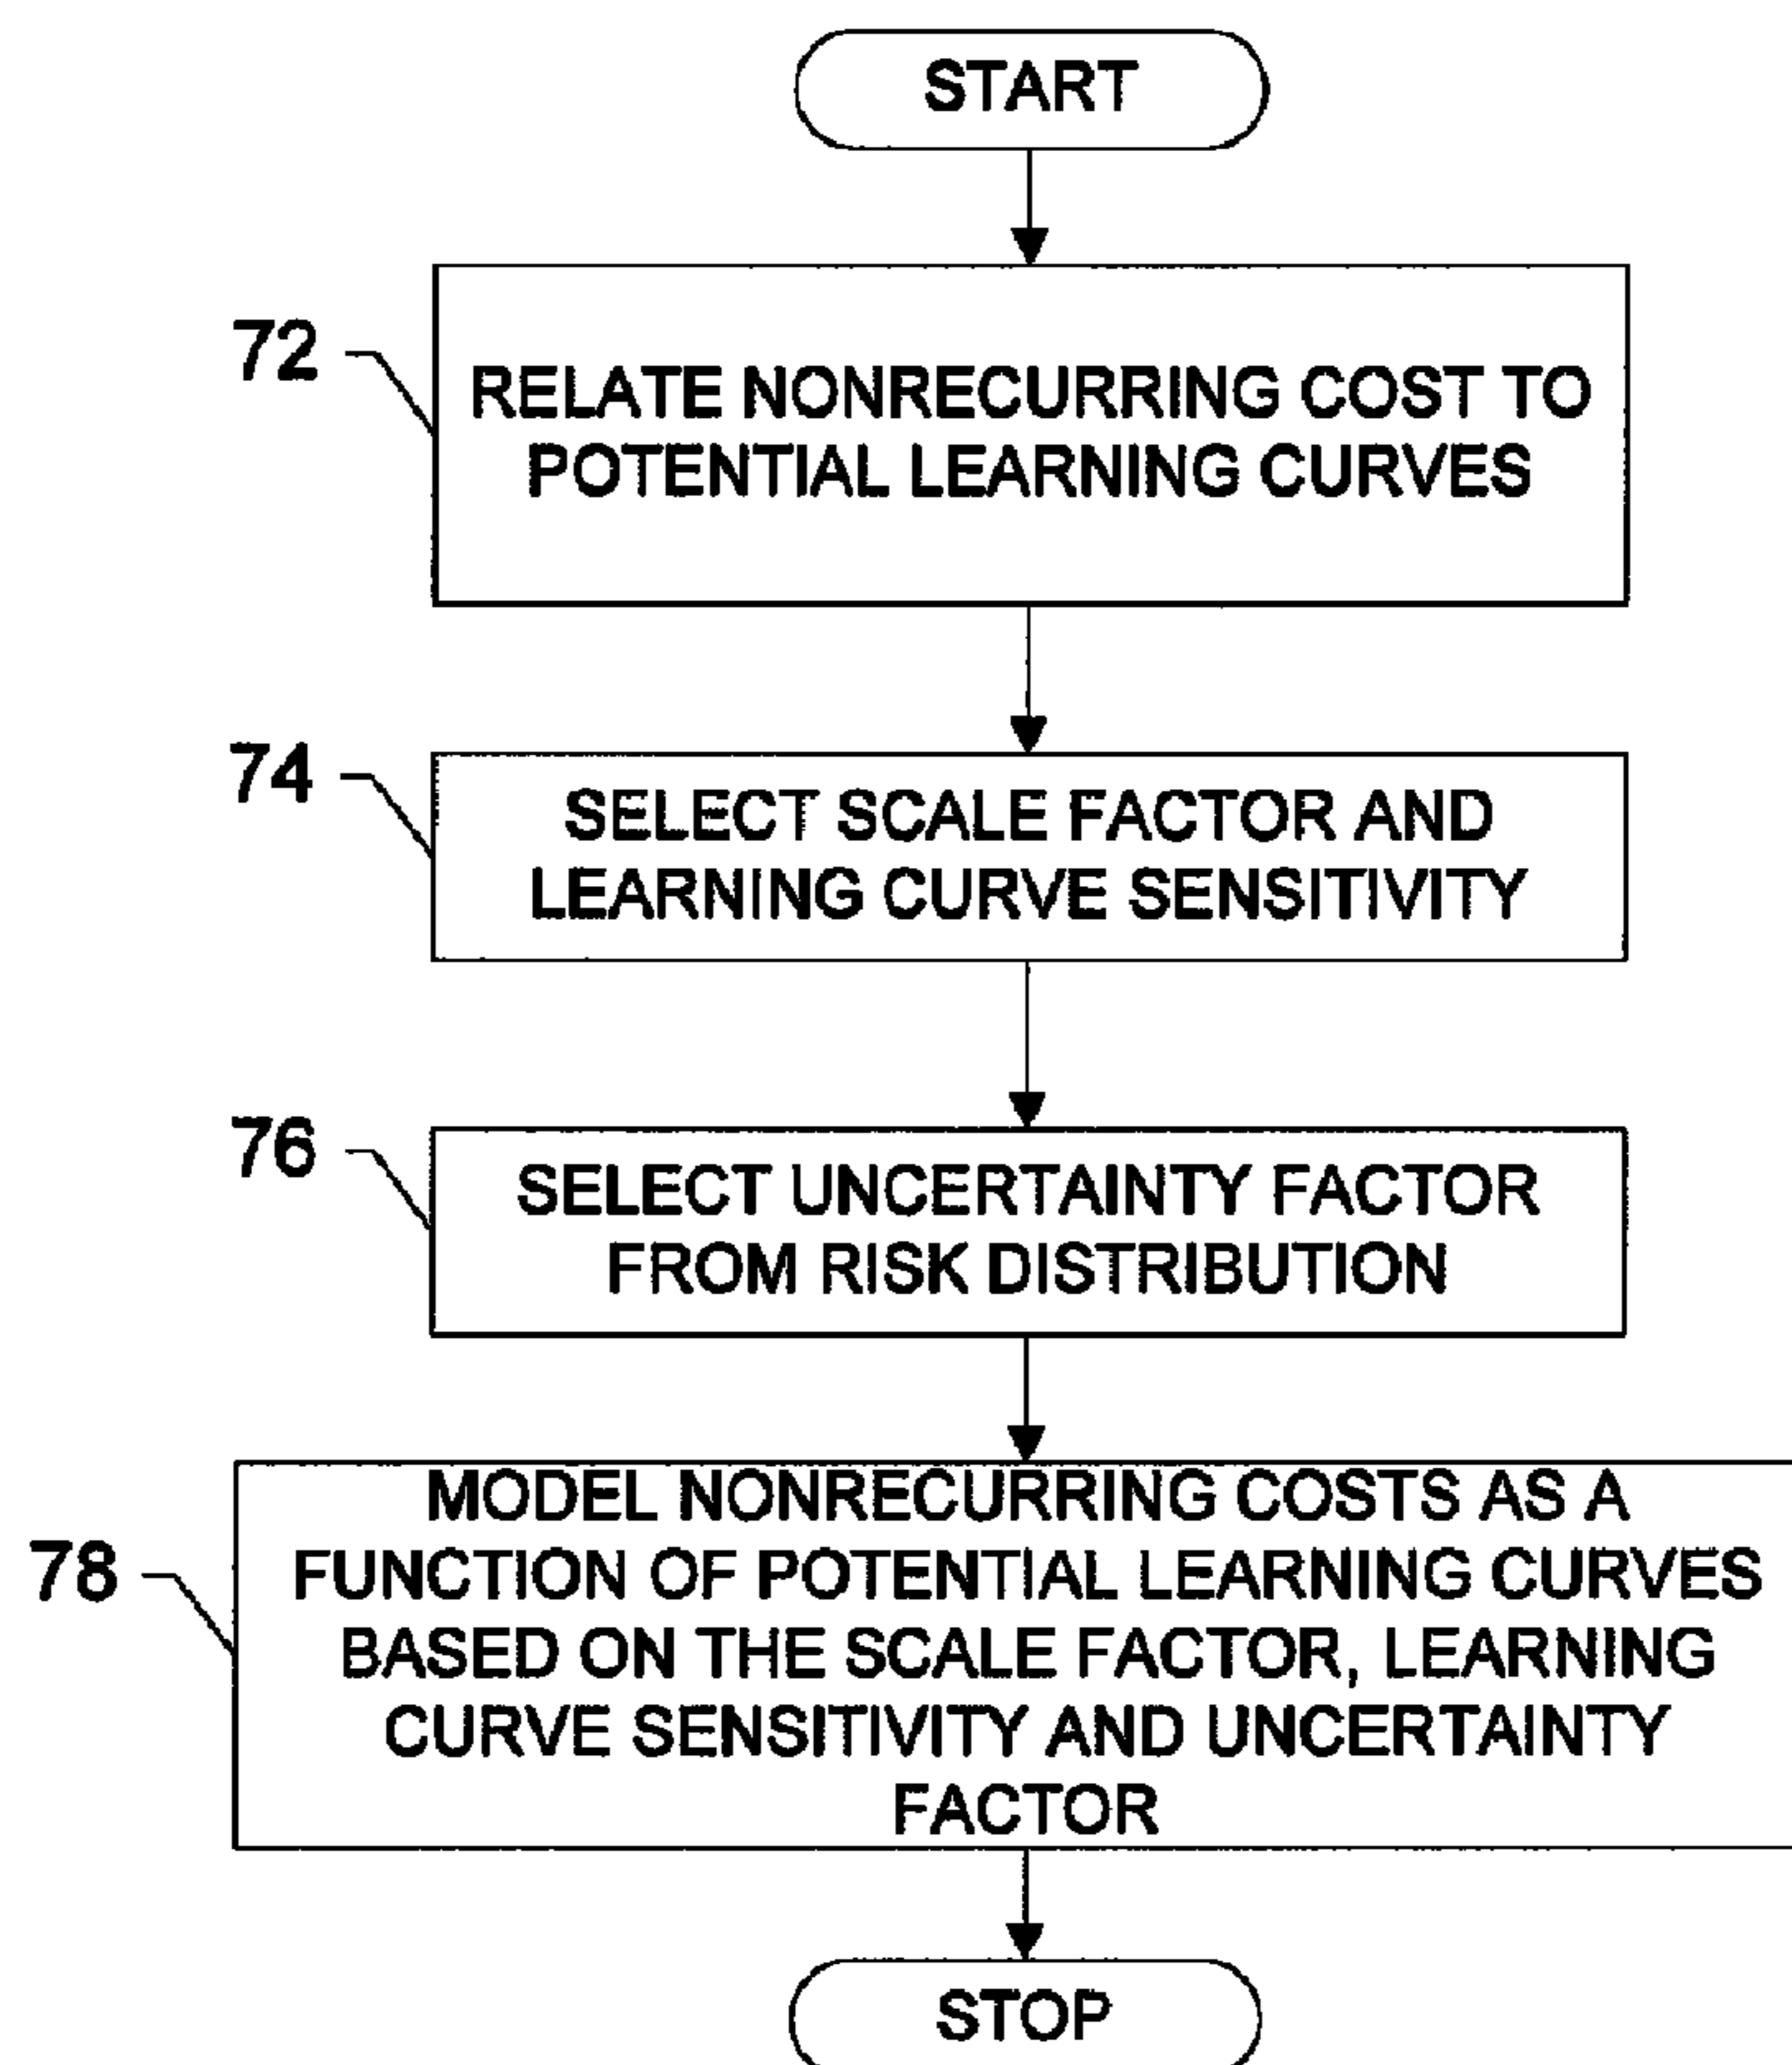 START
72
RELATE NONRECURRING COST TO
POTENTIAL LEARNING CURVES
74
SELECT SCALE FACTOR AND
LEARNING CURVE SENSITIVITY
76
SELECT UNCERTAINTY FACTOR
FROM RISK DISTRIBUTION
78
MODEL NONRECURRING COSTS AS A
FUNCTION OF POTENTIAL LEARNING CURVES
BASED ON THE SCALE FACTOR, LEARNING
CURVE SENSITIVITY AND UNCERTAINTY
FACTOR
STOP